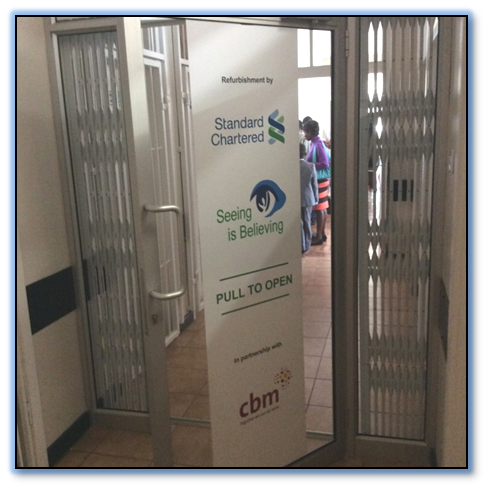 Refurbishment by
Standard
Chartered
Seeing
is Believing
PULL TO OPEN
In partnership with
cbm